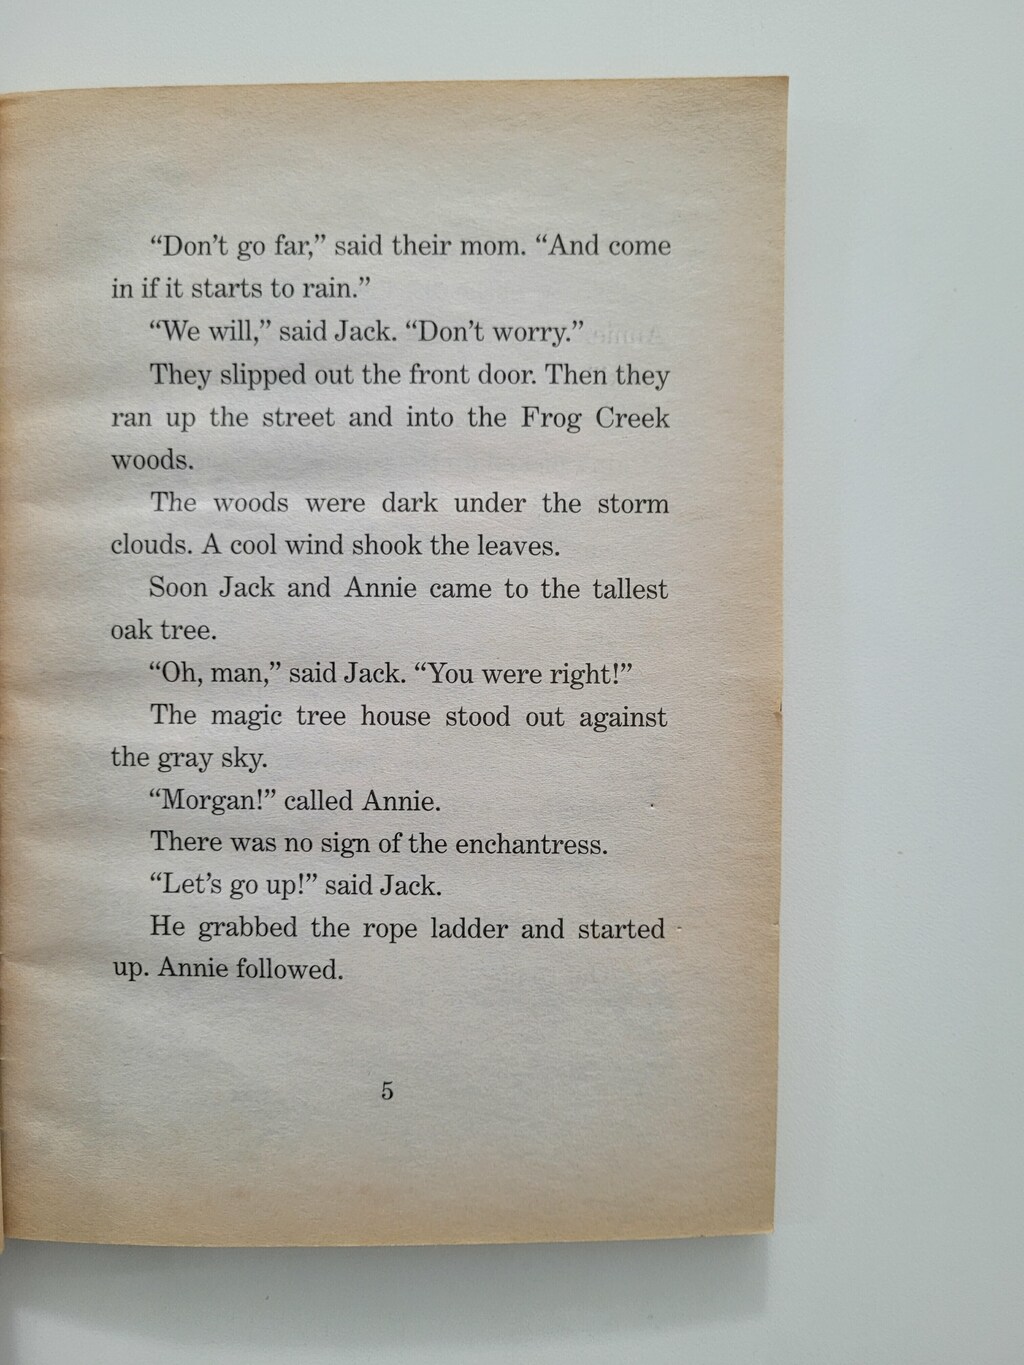 “Don’t go far,” said their mom. “And come
in if it starts to rain.”
“We will,” said Jack. “Don’t worry.”
They slipped out the front door. Then they
ran up the street and into the Frog Creek
woods.
The woods were dark under the storm
clouds. A cool wind shook the leaves.
Soon Jack and Annie came to the tallest
oak tree.
“Oh, man,” said Jack. “You were right!”
The magic tree house stood out against
the gray sky.
“Morgan!” called Annie.
There was no sign of the enchantress.
“Let’s go up!” said Jack.
He grabbed the rope ladder and started
up. Annie followed.
5